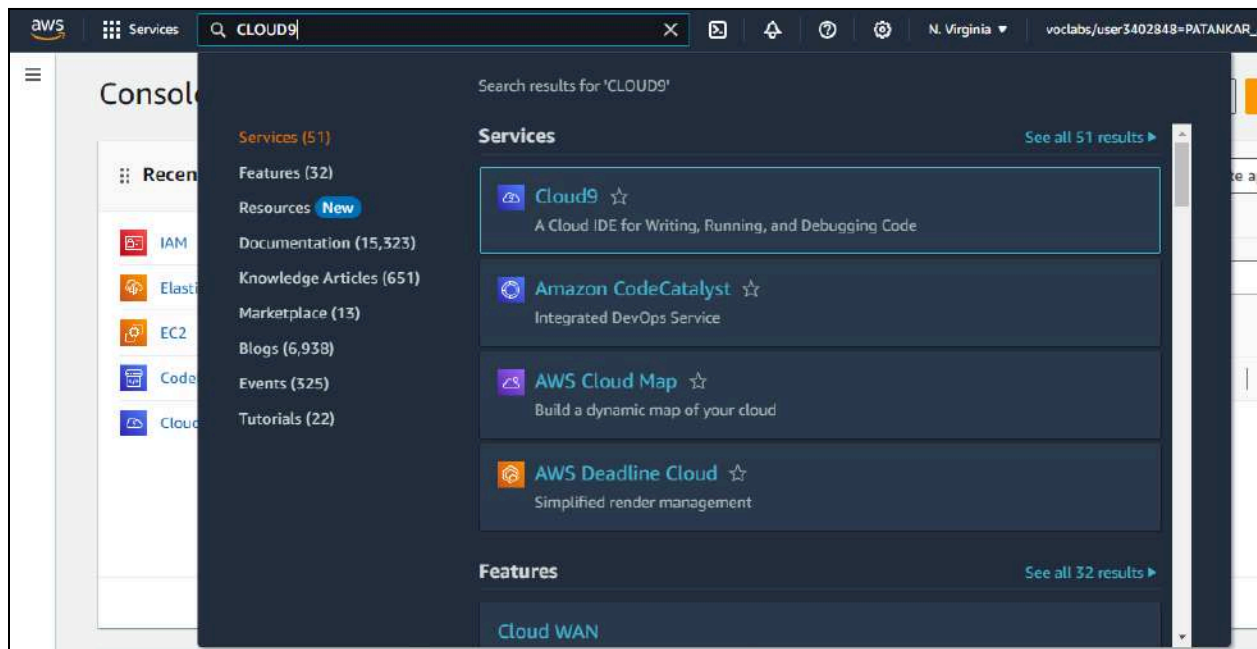 aws Services CLOUD9 N. Virginia voclabs/user3402848=PATANKAR_
Console
Search results for 'CLOUD9'
Services (51)
Features (32)
Resources New
Documentation (15,323)
Knowledge Articles (651)
Marketplace (13)
Blogs (6,938)
Events (325)
Tutorials (22)
Services See all 51 results
Cloud9
A Cloud IDE for Writing, Running, and Debugging Code
Amazon CodeCatalyst
Integrated DevOps Service
AWS Cloud Map
Build a dynamic map of your cloud
AWS Deadline Cloud
Simplified render management
Features See all 32 results
Cloud WAN
Recen
IAM
Elasti
EC2
Code
Clou